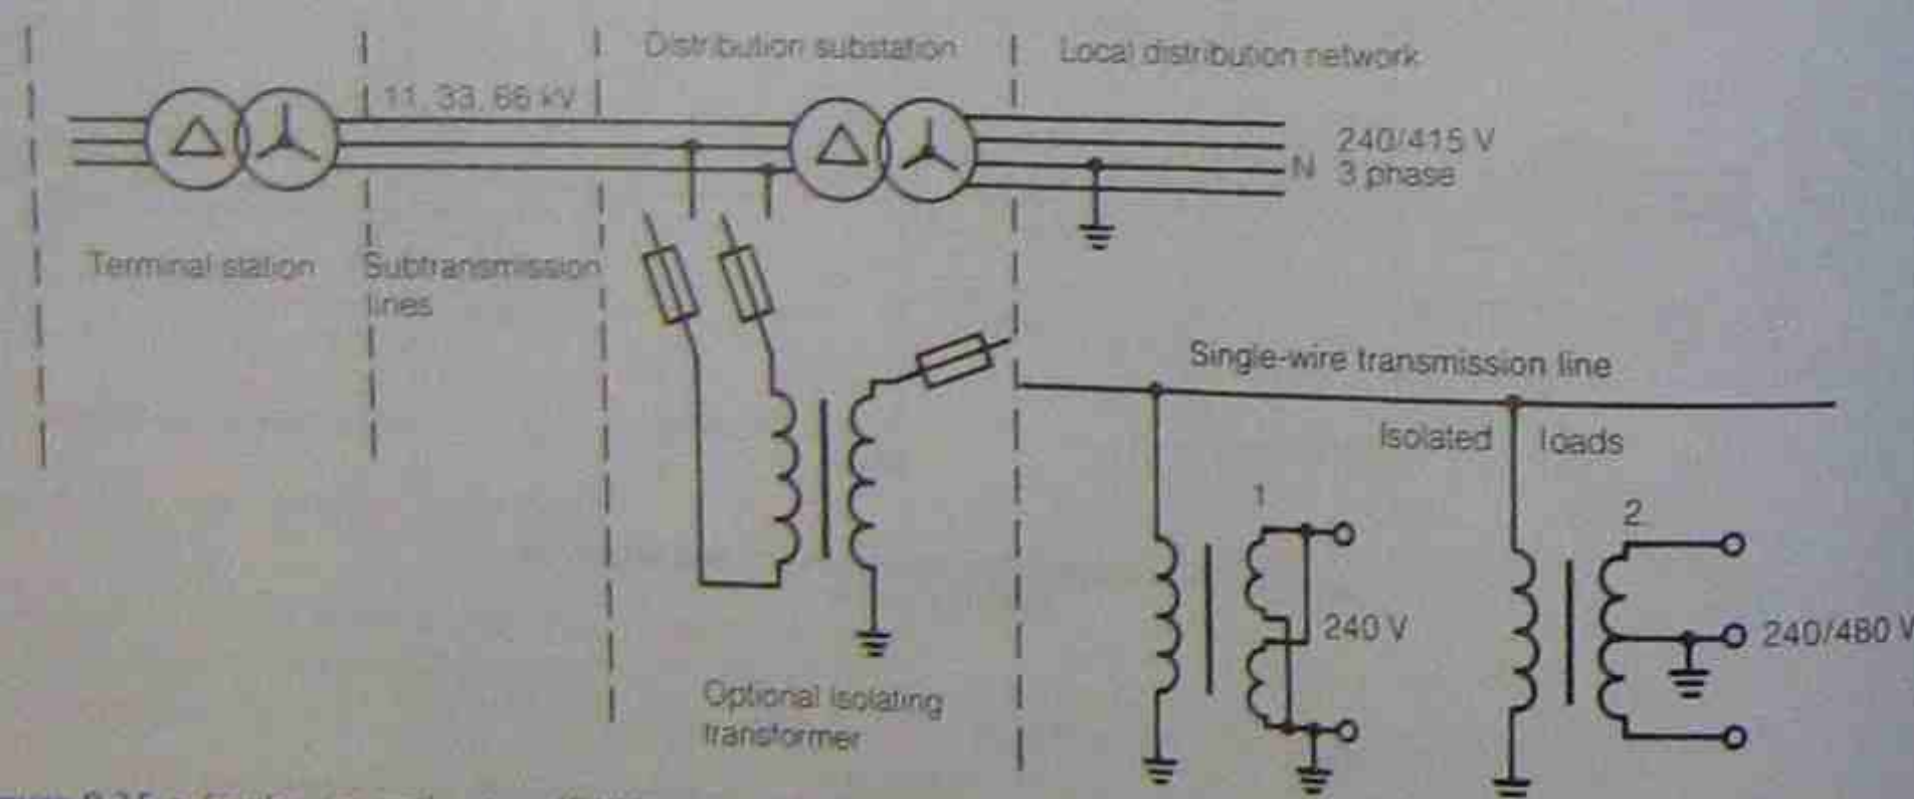 Distribution substation
Local distribution network
11, 33, 66 kV
240/415 V
N 3 phase
Terminal station
Subtransmission
lines
Single-wire transmission line
Isolated loads
1
2
240 V
240/480 V
Optional isolating
transformer